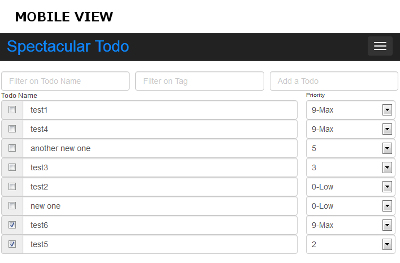 MOBILE VIEW
Spectacular Todo
Filter on Todo Name Filter on Tag Add a Todo
Todo Name Priority
test1 9-Max
test4 9-Max
another new one 5
test3 3
test2 0-Low
new one 0-Low
test6 9-Max
test5 2